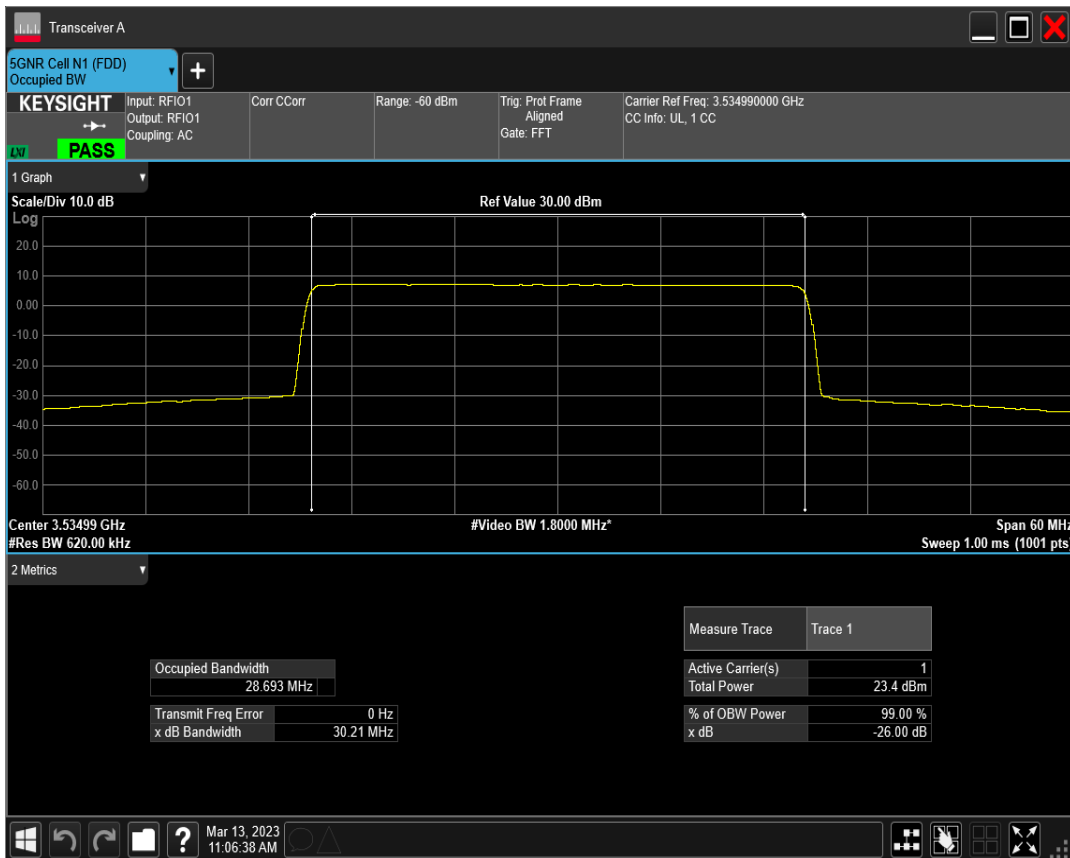 Transceiver A
5GNR Cell N1 (FDD)
Occupied BW
+
KEYSIGHT
LXI
PASS
Input: RFIO1
Output: RFIO1
Coupling: AC
Corr CCorr
Range: -60 dBm
Trig: Prot Frame
Aligned
Gate: FFT
Carrier Ref Freq: 3.534990000 GHz
CC Info: UL, 1 CC
1 Graph
Scale/Div 10.0 dB
Ref Value 30.00 dBm
Log
20.0
10.0
0.00
-10.0
-20.0
-30.0
-40.0
-50.0
-60.0
Center 3.53499 GHz
#Video BW 1.8000 MHz*
Span 60 MHz
#Res BW 620.00 kHz
Sweep 1.00 ms (1001 pts)
2 Metrics
Measure Trace Trace 1
Occupied Bandwidth
28.693 MHz
Active Carrier(s) 1
Total Power 23.4 dBm
Transmit Freq Error 0 Hz
x dB Bandwidth 30.21 MHz
% of OBW Power 99.00 %
x dB -26.00 dB
?
Mar 13, 2023
11:06:38 AM